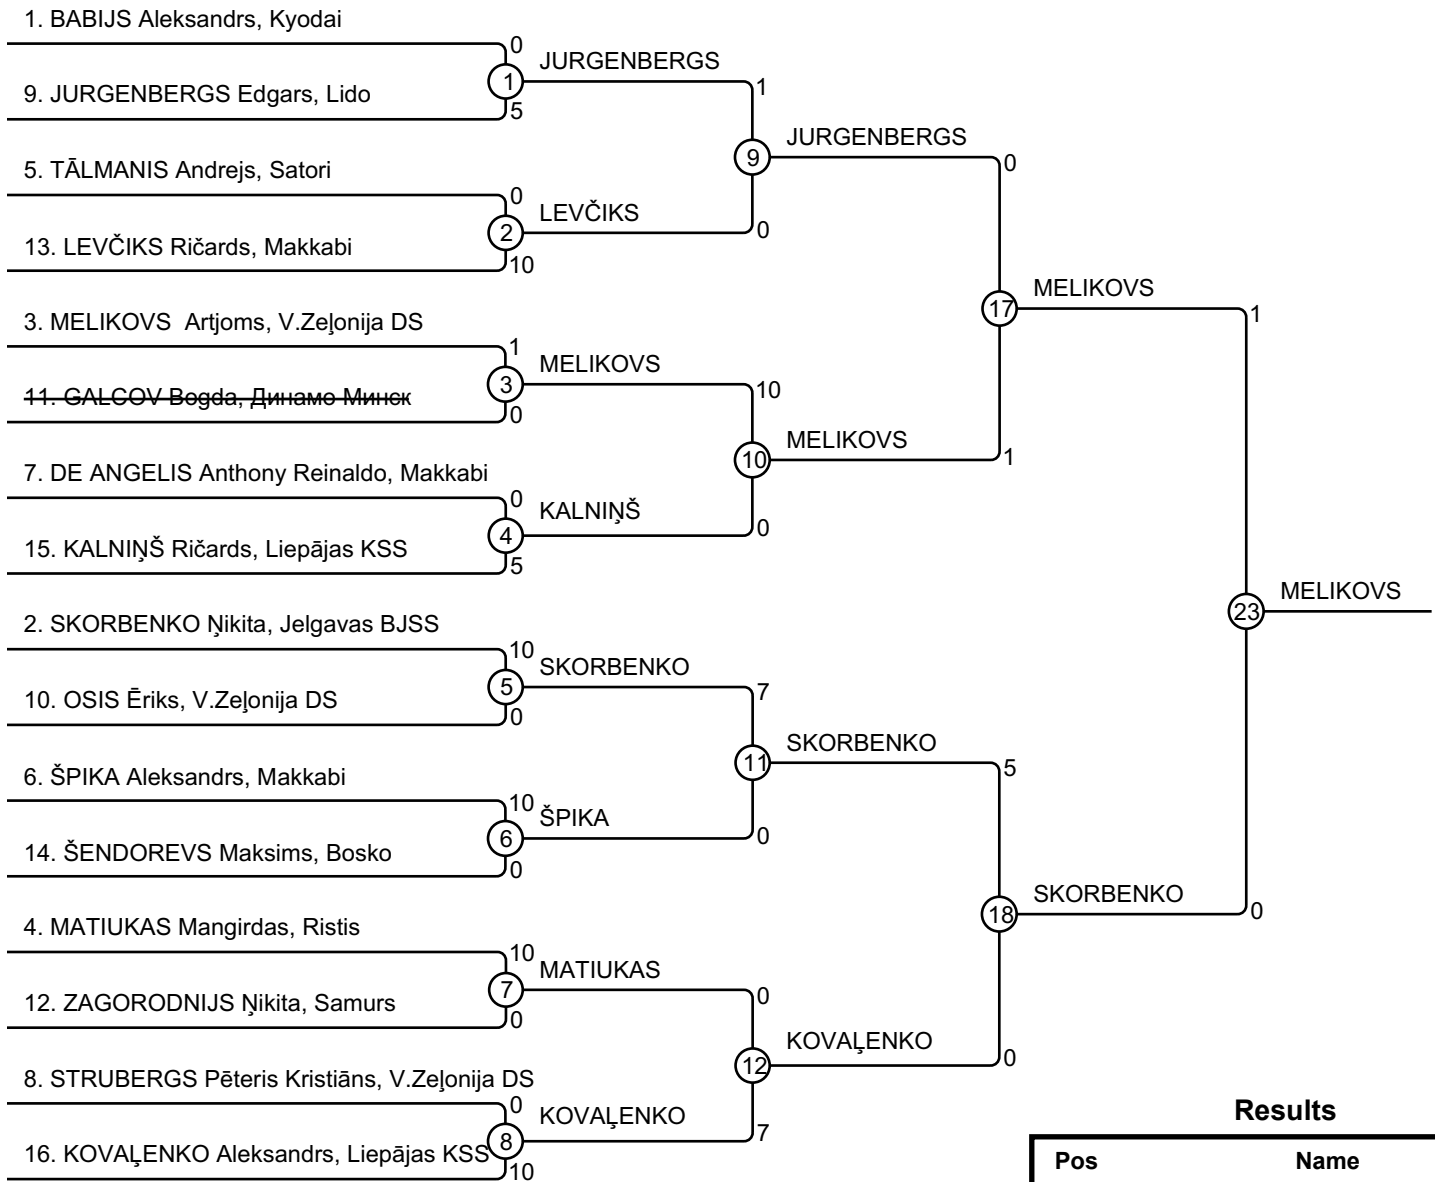 1. BABIJS Aleksandrs, Kyodai
0
JURGENBERGS
1
1
9. JURGENBERGS Edgars, Lido
5
JURGENBERGS
9
0
5. TĀLMANIS Andrejs, Satori
0
LEVČIKS
2
0
13. LEVČIKS Ričards, Makkabi
10
MELIKOVS
17
1
3. MELIKOVS Artjoms, V.Zeļonija DS
1
MELIKOVS
3
10
11. GALCOV Bogda, Динамо Минск
0
MELIKOVS
10
1
7. DE ANGELIS Anthony Reinaldo, Makkabi
0
KALNIŅŠ
4
0
15. KALNIŅŠ Ričards, Liepājas KSS
5
MELIKOVS
23
2. SKORBENKO Ņikita, Jelgavas BJSS
10
SKORBENKO
5
7
10. OSIS Ēriks, V.Zeļonija DS
0
SKORBENKO
11
5
6. ŠPIKA Aleksandrs, Makkabi
10
ŠPIKA
6
0
14. ŠENDOREVS Maksims, Bosko
0
SKORBENKO
18
0
4. MATIUKAS Mangirdas, Ristis
10
MATIUKAS
7
0
12. ZAGORODNIJS Ņikita, Samurs
0
KOVAĻENKO
12
0
8. STRUBERGS Pēteris Kristiāns, V.Zeļonija DS
0
KOVAĻENKO
8
7
16. KOVAĻENKO Aleksandrs, Liepājas KSS
10
Results
Pos Name